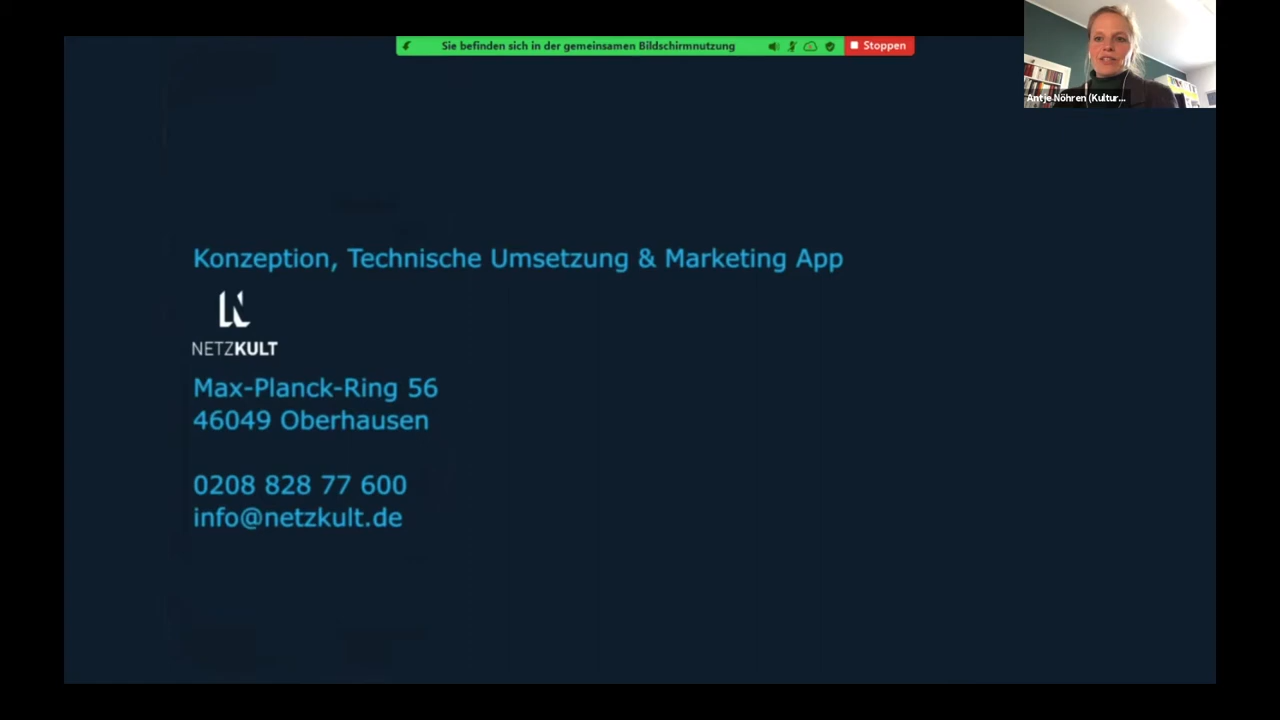 Sie befinden sich in der gemeinsamen Bildschirmnutzung
Stoppen
Antje Nöhren (Kultur...
Konzeption, Technische Umsetzung & Marketing App
NETZKULT
Max-Planck-Ring 56
46049 Oberhausen
0208 828 77 600
info@netzkult.de